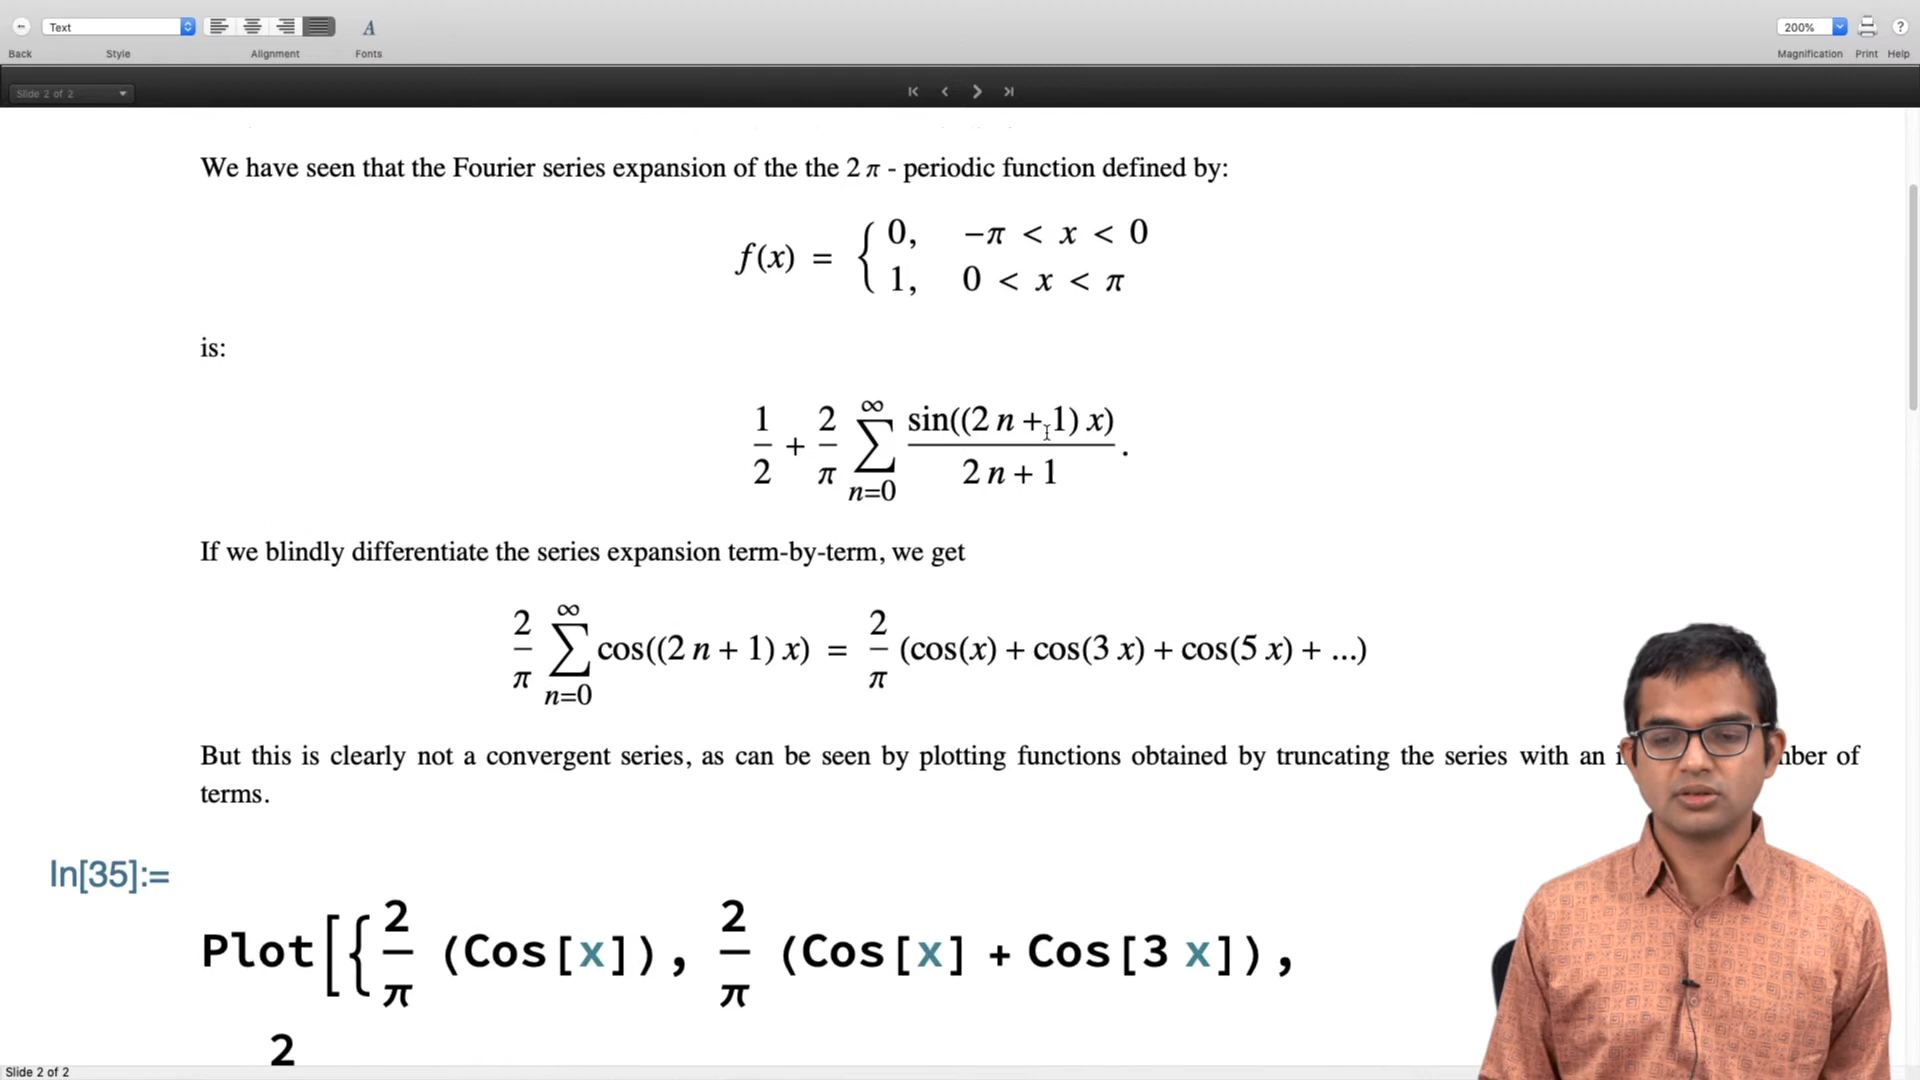 Text
200%
Back
Style
Alignment
Fonts
Magnification
Print
Help
Slide 2 of 2
We have seen that the Fourier series expansion of the the 2 π - periodic function defined by:
f(x) = { 0, −π < x < 0
1, 0 < x < π
is:
1/2 + 2/π ∑_{n=0}^{∞} sin((2 n + 1) x) / (2 n + 1) .
If we blindly differentiate the series expansion term-by-term, we get
2/π ∑_{n=0}^{∞} cos((2 n + 1) x) = 2/π (cos(x) + cos(3 x) + cos(5 x) + ...)
But this is clearly not a convergent series, as can be seen by plotting functions obtained by truncating the series with an of
terms.
In[35]:=
Plot[{2/π (Cos[x]), 2/π (Cos[x] + Cos[3 x]),
2
Slide 2 of 2